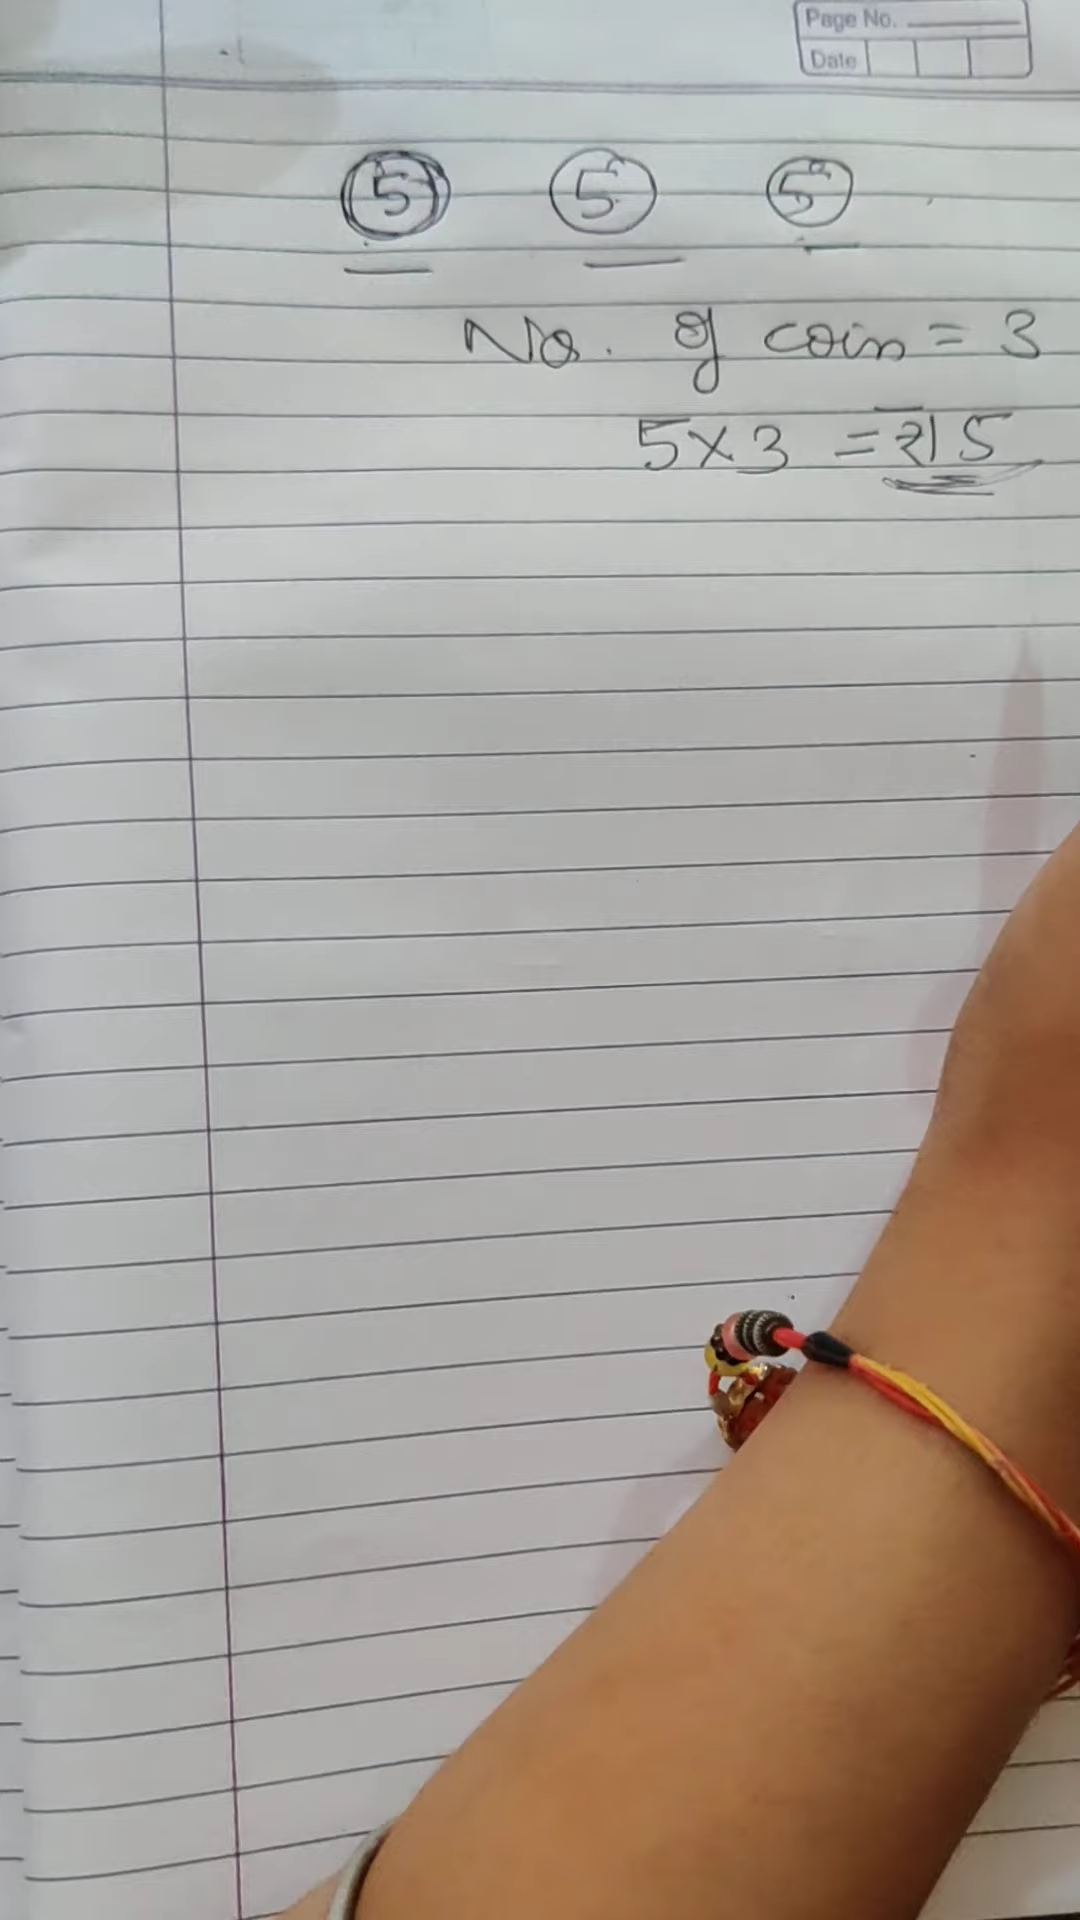 Page No.
Date
5 5 5
No. of coin = 3
5×3 = ₹15